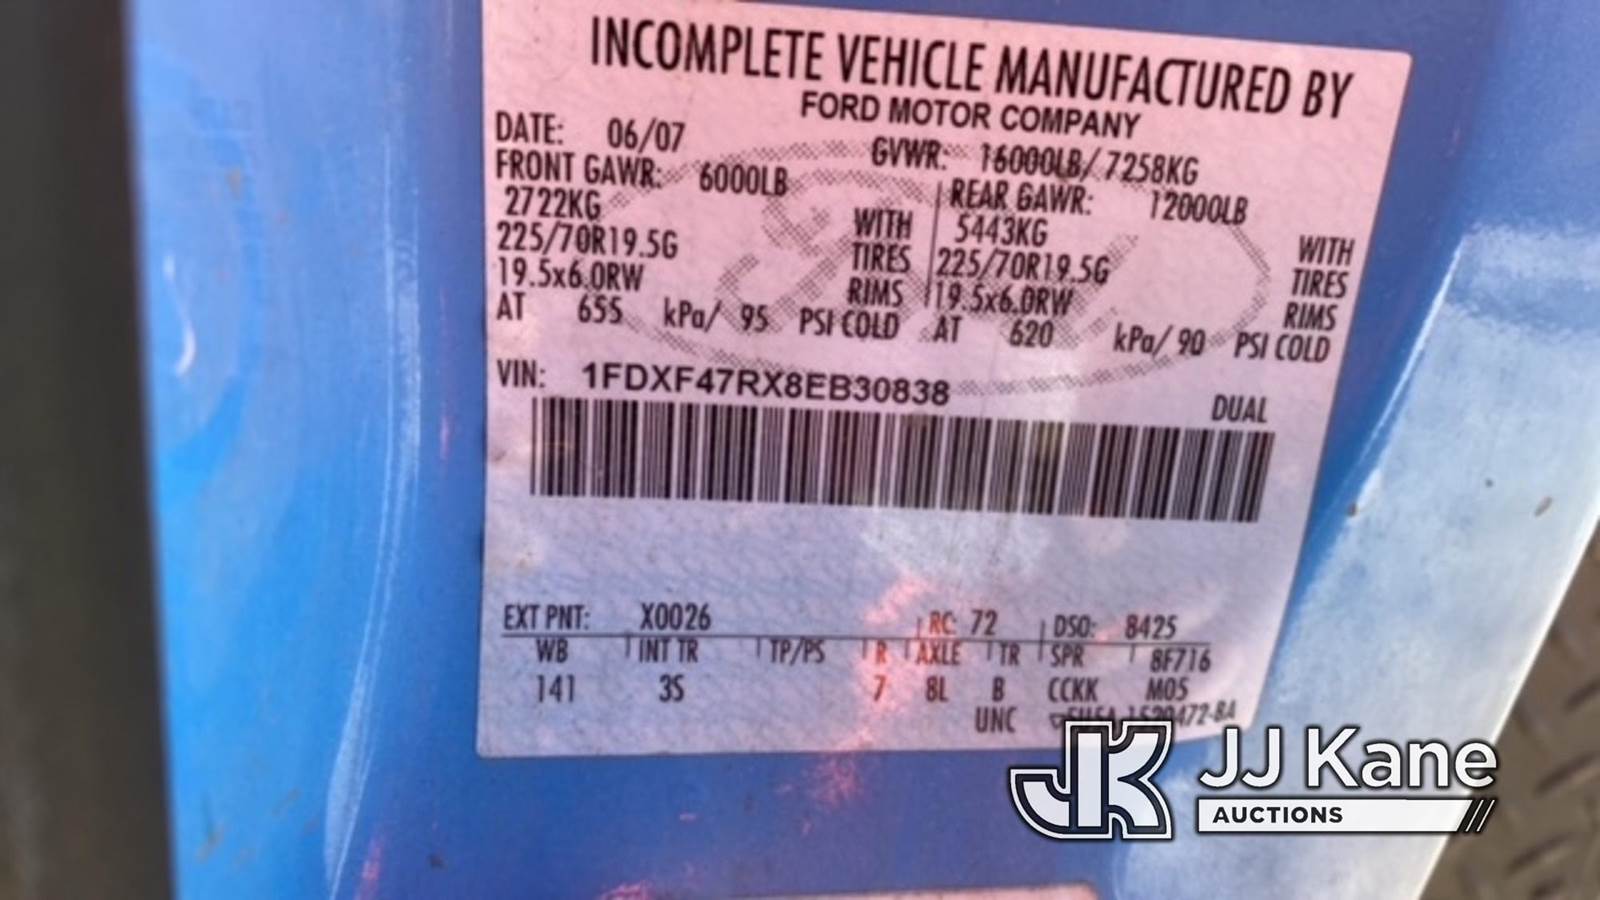 INCOMPLETE VEHICLE MANUFACTURED BY
FORD MOTOR COMPANY
DATE: 06/07 GVWR: 16000LB/ 7258KG
FRONT GAWR: 6000LB REAR GAWR: 12000LB
2722KG WITH 5443KG WITH
225/70R19.5G TIRES 225/70R19.5G TIRES
19.5x6.0RW RIMS 19.5x6.0RW RIMS
AT 655 kPa/ 95 PSI COLD AT 620 kPa/ 90 PSI COLD
VIN: 1FDXF47RX8EB30838
DUAL
EXT PNT: X0026 RC: 72 DSO: 8425
WB INT TR TP/PS R AXLE TR SPR 8F716
141 3S 7 8L B CCKK M05
UNC
JK JJ Kane
AUCTIONS